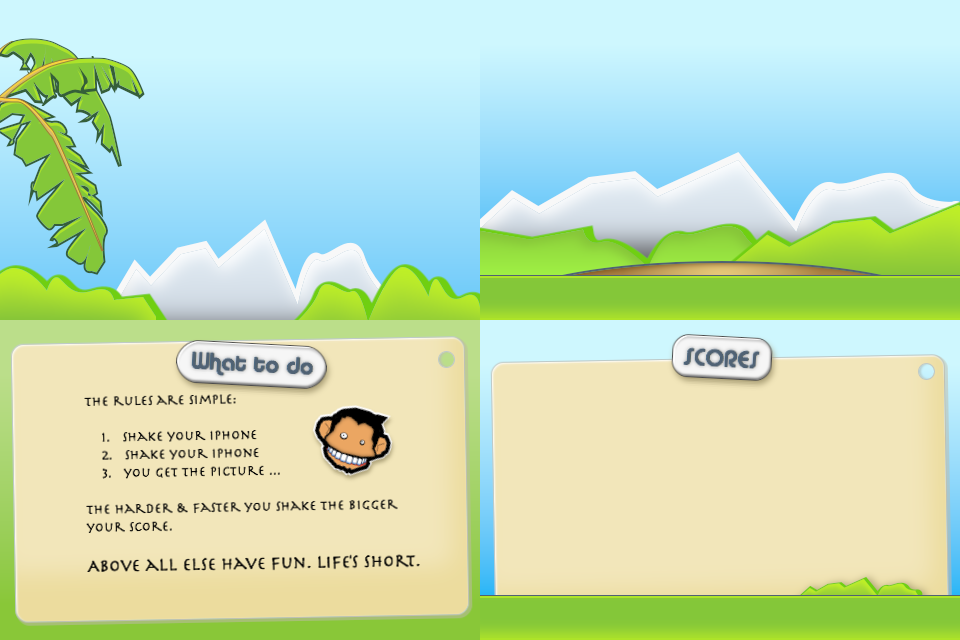 What to do
THE RULES ARE SIMPLE:
1. SHAKE YOUR IPHONE
2. SHAKE YOUR IPHONE
3. YOU GET THE PICTURE ...
THE HARDER & FASTER YOU SHAKE THE BIGGER
YOUR SCORE.
ABOVE ALL ELSE HAVE FUN. LIFE'S SHORT.
SCORES